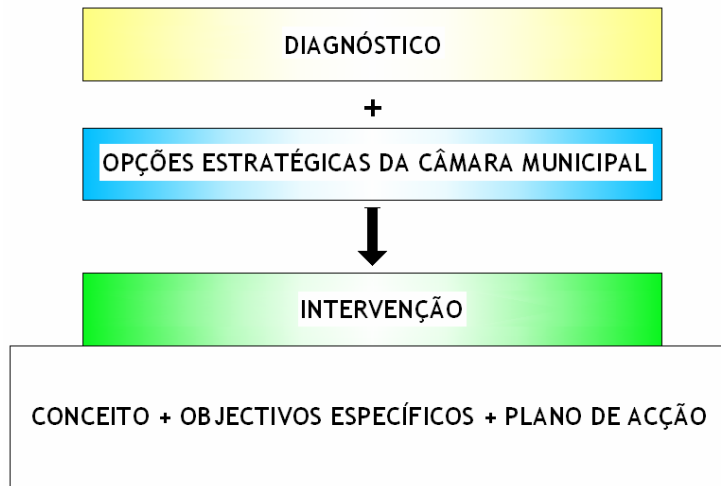 DIAGNÓSTICO
+
OPÇÕES ESTRATÉGICAS DA CÂMARA MUNICIPAL
INTERVENÇÃO
CONCEITO + OBJECTIVOS ESPECÍFICOS + PLANO DE ACÇÃO